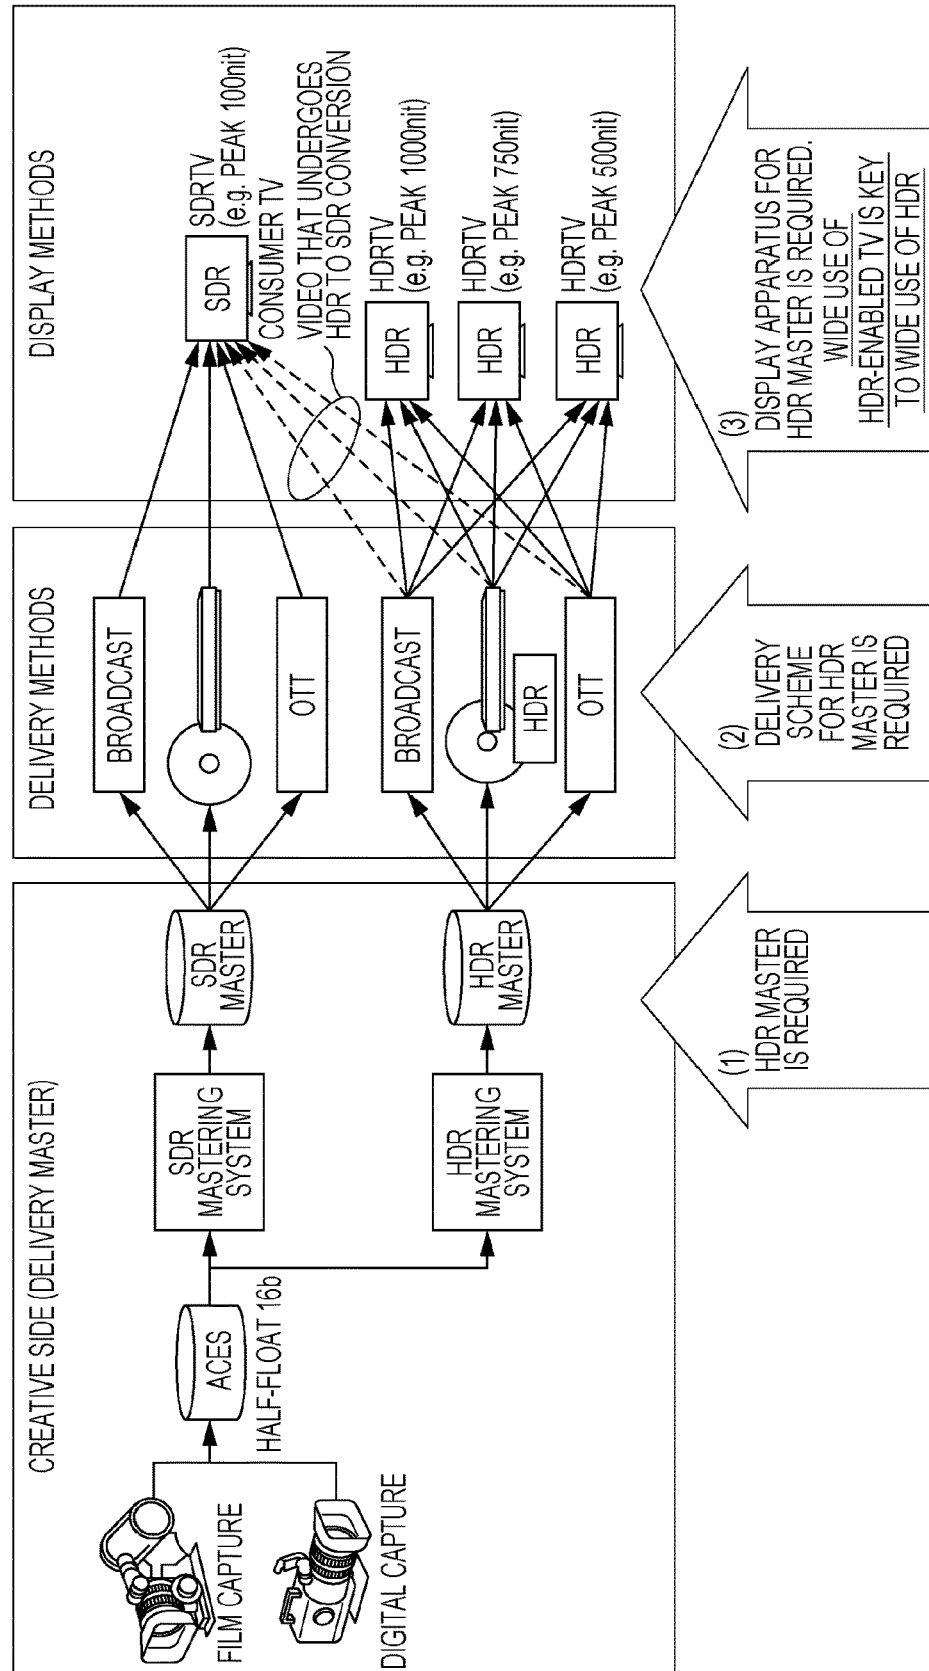 CREATIVE SIDE (DELIVERY MASTER)
FILM CAPTURE
DIGITAL CAPTURE
ACES
HALF-FLOAT 16b
SDR
MASTERING
SYSTEM
SDR
MASTER
HDR
MASTERING
SYSTEM
HDR
MASTER
DELIVERY METHODS
BROADCAST
OTT
BROADCAST
HDR
OTT
DISPLAY METHODS
SDR
SDRTV
(e.g. PEAK 100nit)
CONSUMER TV
VIDEO THAT UNDERGOES
HDR TO SDR CONVERSION
HDR
HDRTV
(e.g. PEAK 1000nit)
HDR
HDRTV
(e.g. PEAK 750nit)
HDR
HDRTV
(e.g. PEAK 500nit)
(1)
HDR MASTER
IS REQUIRED
(2)
DELIVERY
SCHEME
FOR HDR
MASTER IS
REQUIRED
(3)
DISPLAY APPARATUS FOR
HDR MASTER IS REQUIRED.
WIDE USE OF
HDR-ENABLED TV IS KEY
TO WIDE USE OF HDR